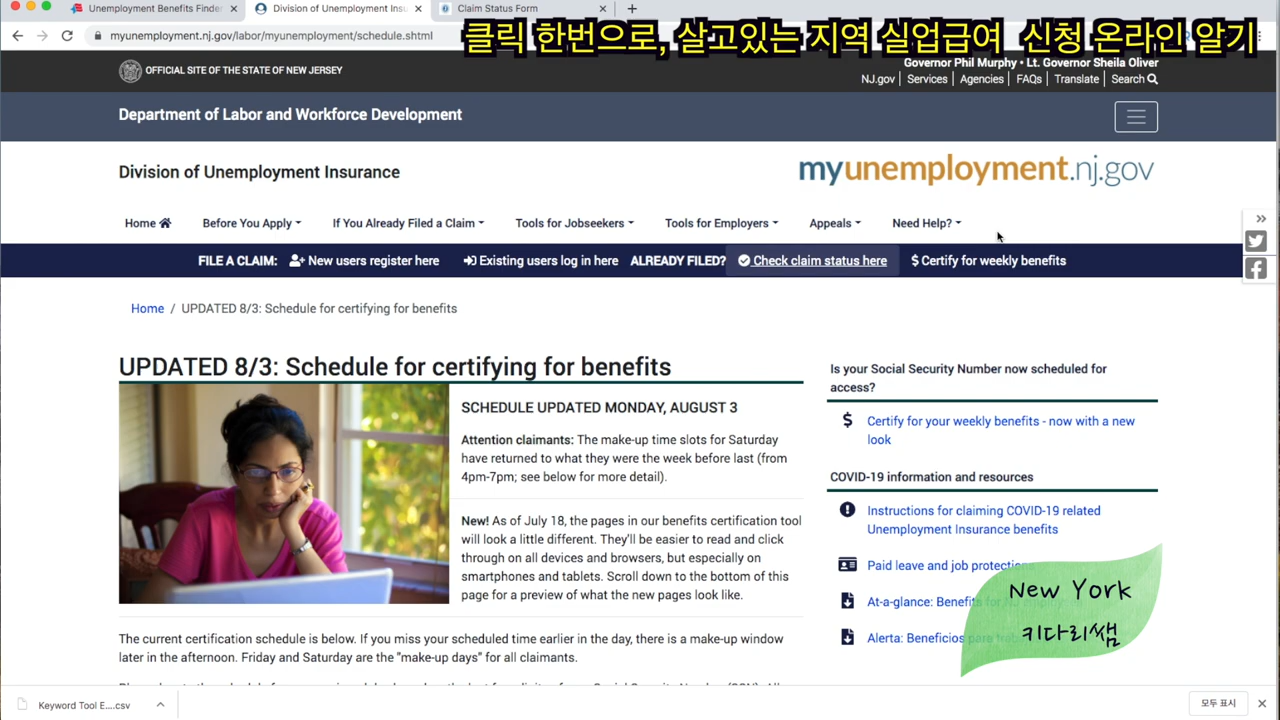 Unemployment Benefits Finder
Division of Unemployment Ins
Claim Status Form
myunemployment.nj.gov/labor/myunemployment/schedule.shtml
클릭 한번으로, 살고있는 지역 실업급여 신청 온라인 알기
OFFICIAL SITE OF THE STATE OF NEW JERSEY
Governor Phil Murphy • Lt. Governor Sheila Oliver
NJ.gov | Services | Agencies | FAQs | Translate | Search
Department of Labor and Workforce Development
Division of Unemployment Insurance
myunemployment.nj.gov
Home
Before You Apply
If You Already Filed a Claim
Tools for Jobseekers
Tools for Employers
Appeals
Need Help?
FILE A CLAIM: New users register here Existing users log in here ALREADY FILED? Check claim status here $ Certify for weekly benefits
Home / UPDATED 8/3: Schedule for certifying for benefits
UPDATED 8/3: Schedule for certifying for benefits
SCHEDULE UPDATED MONDAY, AUGUST 3
Attention claimants: The make-up time slots for Saturday
have returned to what they were the week before last (from
4pm-7pm; see below for more detail).
New! As of July 18, the pages in our benefits certification tool
will look a little different. They'll be easier to read and click
through on all devices and browsers, but especially on
smartphones and tablets. Scroll down to the bottom of this
page for a preview of what the new pages look like.
The current certification schedule is below. If you miss your scheduled time earlier in the day, there is a make-up window
later in the afternoon. Friday and Saturday are the "make-up days" for all claimants.
Is your Social Security Number now scheduled for
access?
Certify for your weekly benefits - now with a new
look
COVID-19 information and resources
Instructions for claiming COVID-19 related
Unemployment Insurance benefits
Paid leave and job protection
At-a-glance: Benefits for NJ
Alerta: Beneficios para
New York
키다리쌤
Keyword Tool E....csv
모두 표시